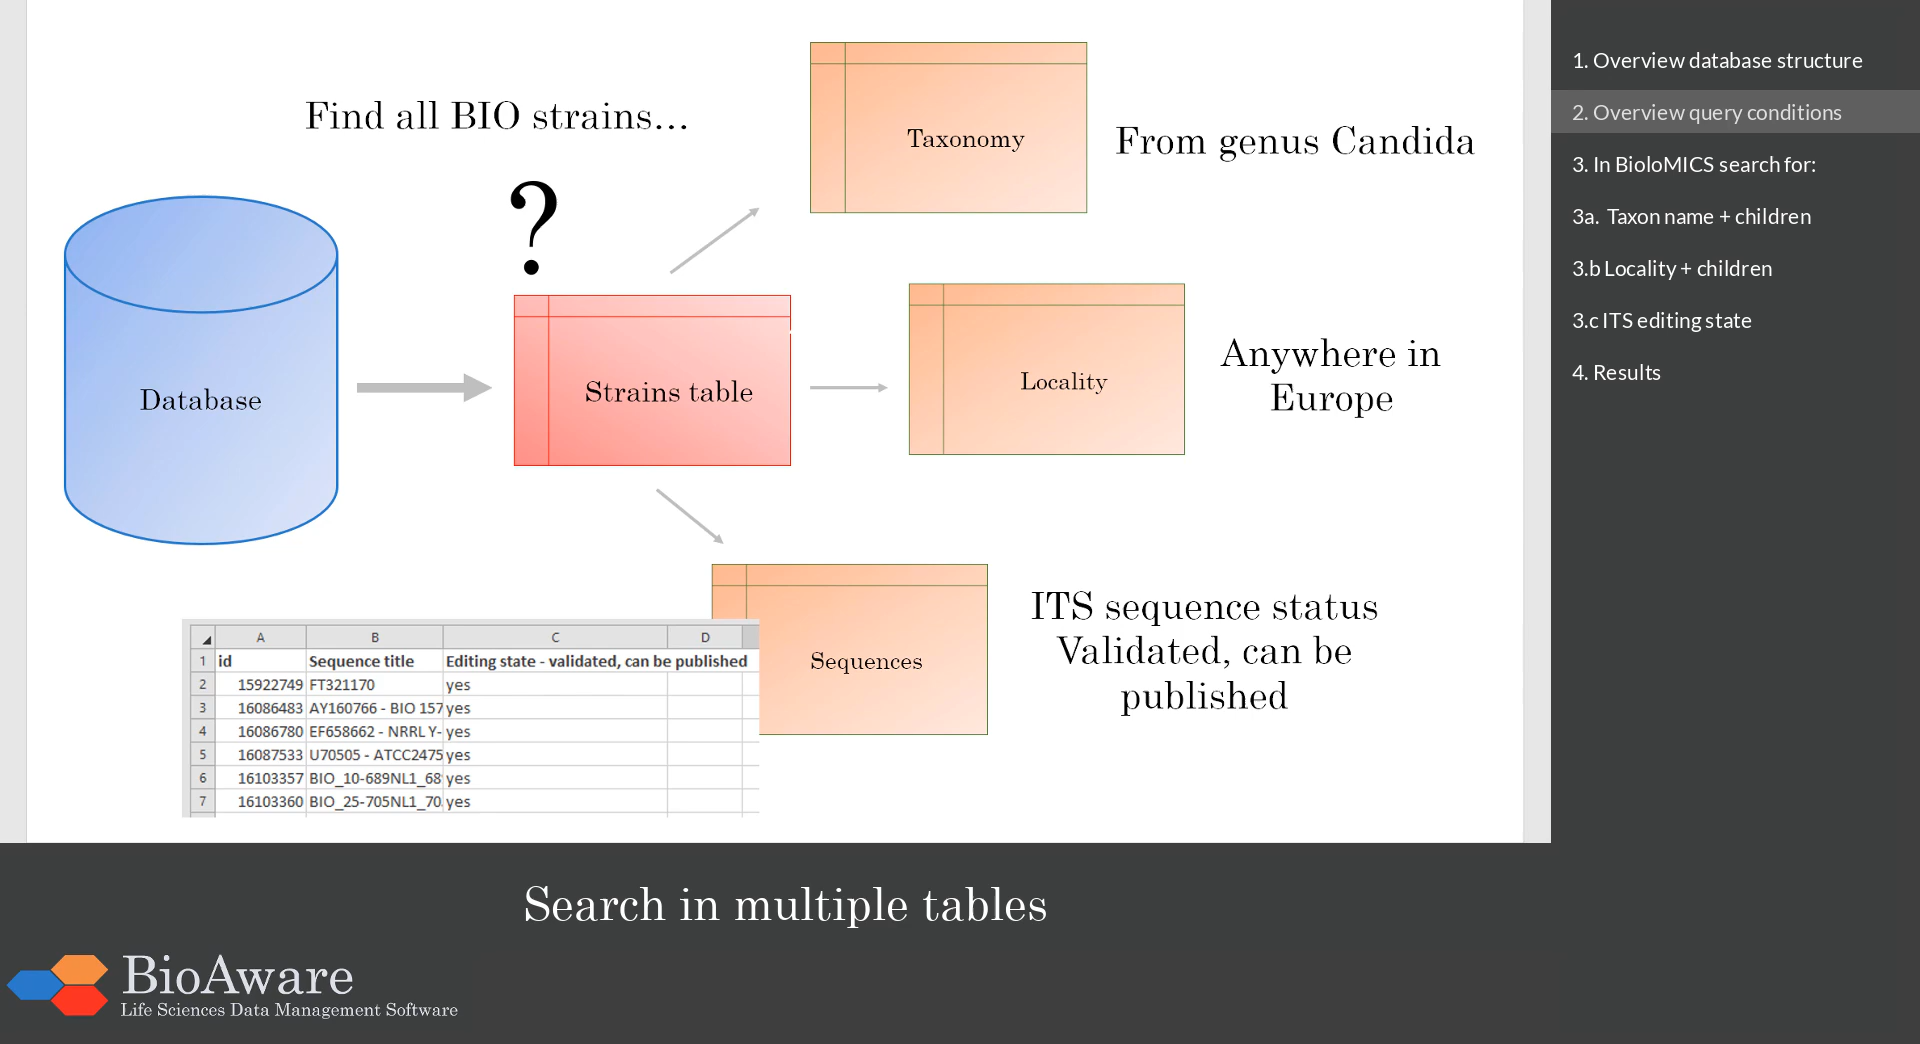 Find all BIO strains...
?
Taxonomy
From genus Candida
Database
Strains table
Locality
Anywhere in
Europe
Sequences
ITS sequence status
Validated, can be
published
A B C D
1 id Sequence title Editing state - validated, can be published
2 15922749 FT321170 yes
3 16086483 AY160766 - BIO 157 yes
4 16086780 EF658662 - NRRL Y- yes
5 16087533 U70505 - ATCC2475 yes
6 16103357 BIO_10-689NL1_68 yes
7 16103360 BIO_25-705NL1_70 yes
Search in multiple tables
BioAware
Life Sciences Data Management Software
1. Overview database structure
2. Overview query conditions
3. In BioloMICS search for:
3a. Taxon name + children
3.b Locality + children
3.c ITS editing state
4. Results